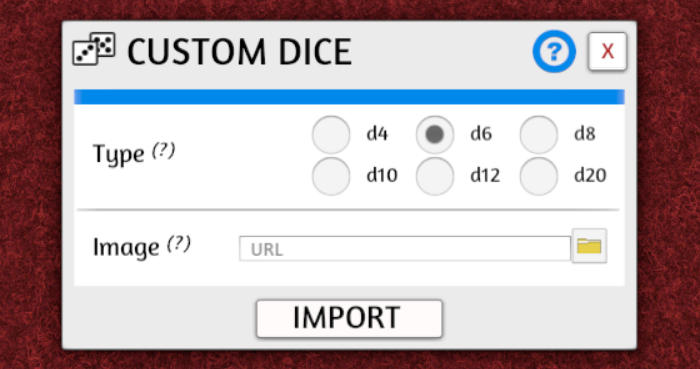 CUSTOM DICE
?
X
Type (?)
d4
d6
d8
d10
d12
d20
Image (?)
URL
IMPORT